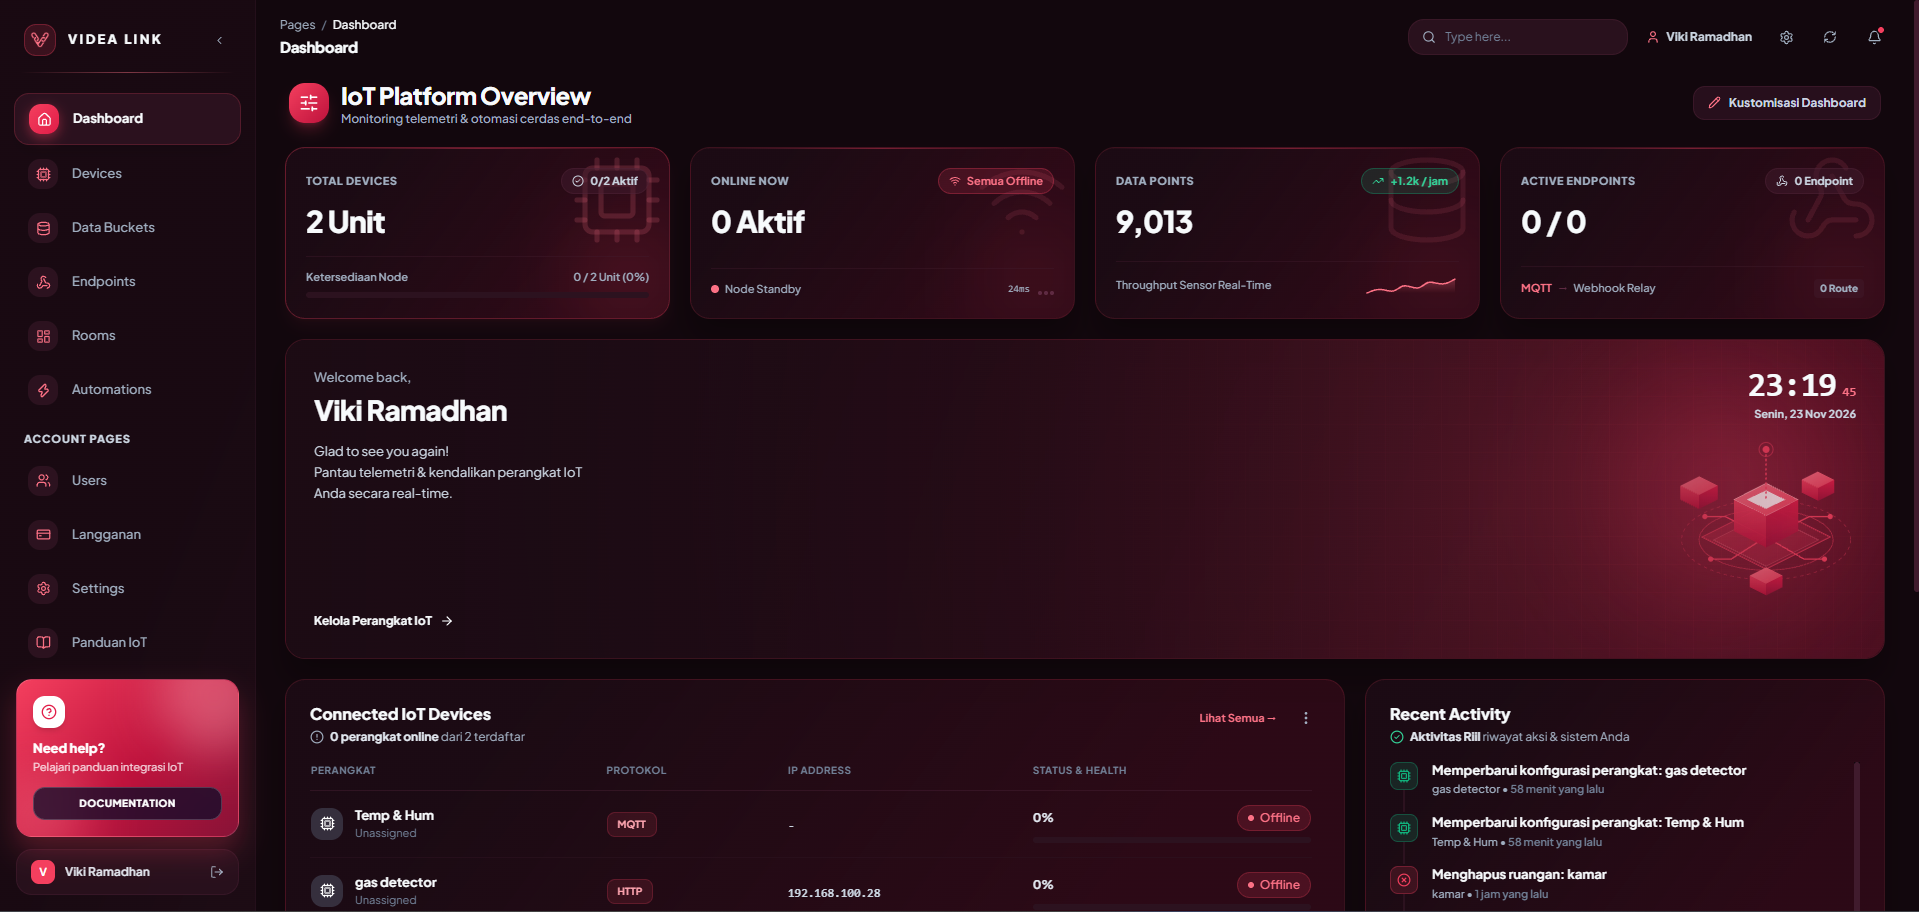 VIDEA LINK
Dashboard
Devices
Data Buckets
Endpoints
Rooms
Automations
ACCOUNT PAGES
Users
Langganan
Settings
Panduan IoT
Need help?
Pelajari panduan integrasi IoT
DOCUMENTATION
V Viki Ramadhan
Pages / Dashboard
Dashboard
Type here...
Viki Ramadhan
IoT Platform Overview
Monitoring telemetri & otomasi cerdas end-to-end
Kustomisasi Dashboard
TOTAL DEVICES
0/2 Aktif
2 Unit
Ketersediaan Node
0 / 2 Unit (0%)
ONLINE NOW
Semua Offline
0 Aktif
Node Standby
24ms
DATA POINTS
+1.2k / jam
9,013
Throughput Sensor Real-Time
ACTIVE ENDPOINTS
0 Endpoint
0 / 0
MQTT → Webhook Relay
0 Route
Welcome back,
Viki Ramadhan
Glad to see you again!
Pantau telemetri & kendalikan perangkat IoT
Anda secara real-time.
Kelola Perangkat IoT →
23:19 45
Senin, 23 Nov 2026
Connected IoT Devices
0 perangkat online dari 2 terdaftar
Lihat Semua →
PERANGKAT PROTOKOL IP ADDRESS STATUS & HEALTH
Temp & Hum
Unassigned
MQTT
-
0%
Offline
gas detector
Unassigned
HTTP
192.168.100.28
0%
Offline
Recent Activity
Aktivitas Riil riwayat aksi & sistem Anda
Memperbarui konfigurasi perangkat: gas detector
gas detector • 58 menit yang lalu
Memperbarui konfigurasi perangkat: Temp & Hum
Temp & Hum • 58 menit yang lalu
Menghapus ruangan: kamar
kamar • 1 jam yang lalu